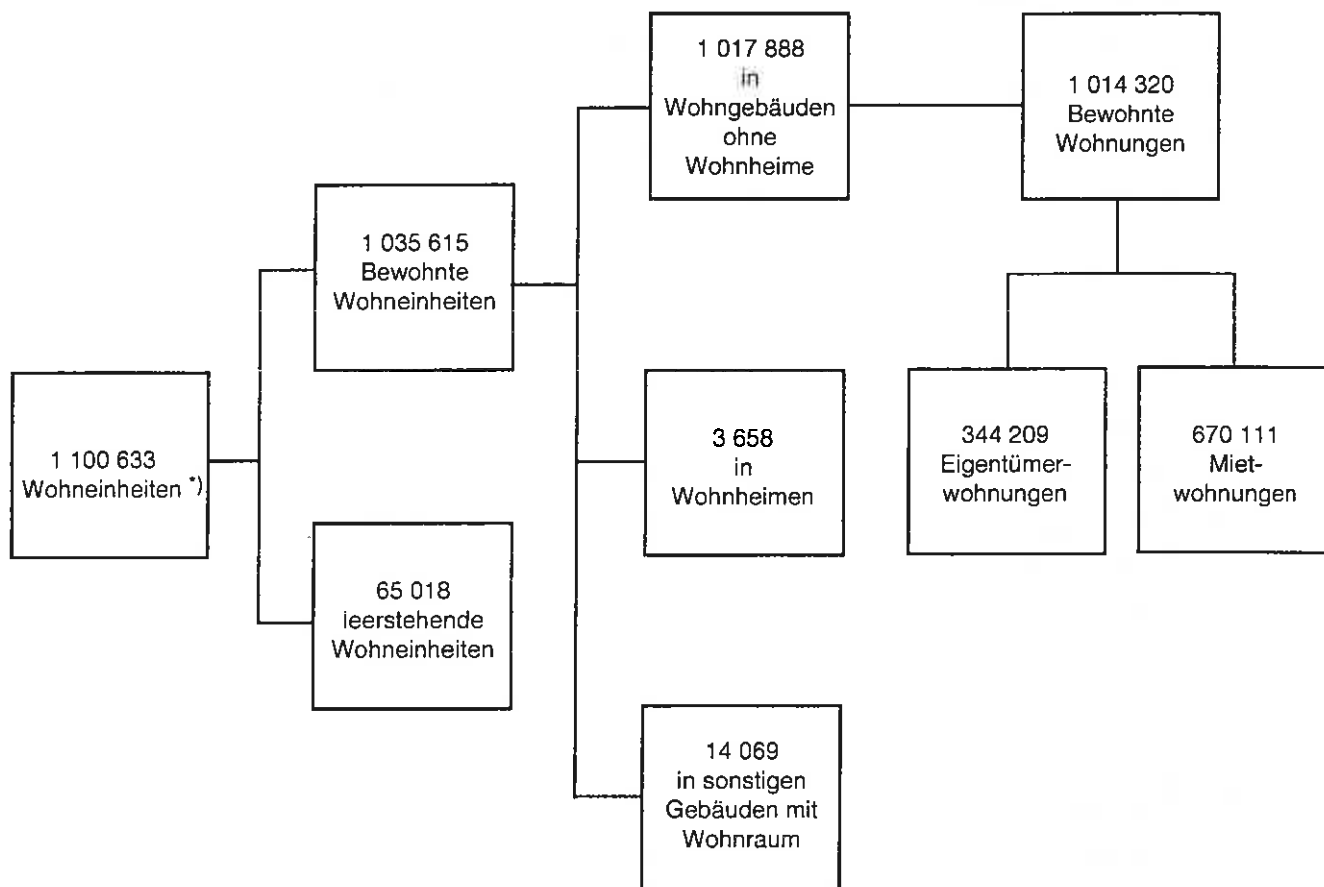 1 100 633
Wohneinheiten *)
1 035 615
Bewohnte
Wohneinheiten
65 018
leerstehende
Wohneinheiten
1 017 888
in
Wohngebäuden
ohne
Wohnheime
3 658
in
Wohnheimen
14 069
in sonstigen
Gebäuden mit
Wohnraum
1 014 320
Bewohnte
Wohnungen
344 209
Eigentümer-
wohnungen
670 111
Miet-
wohnungen